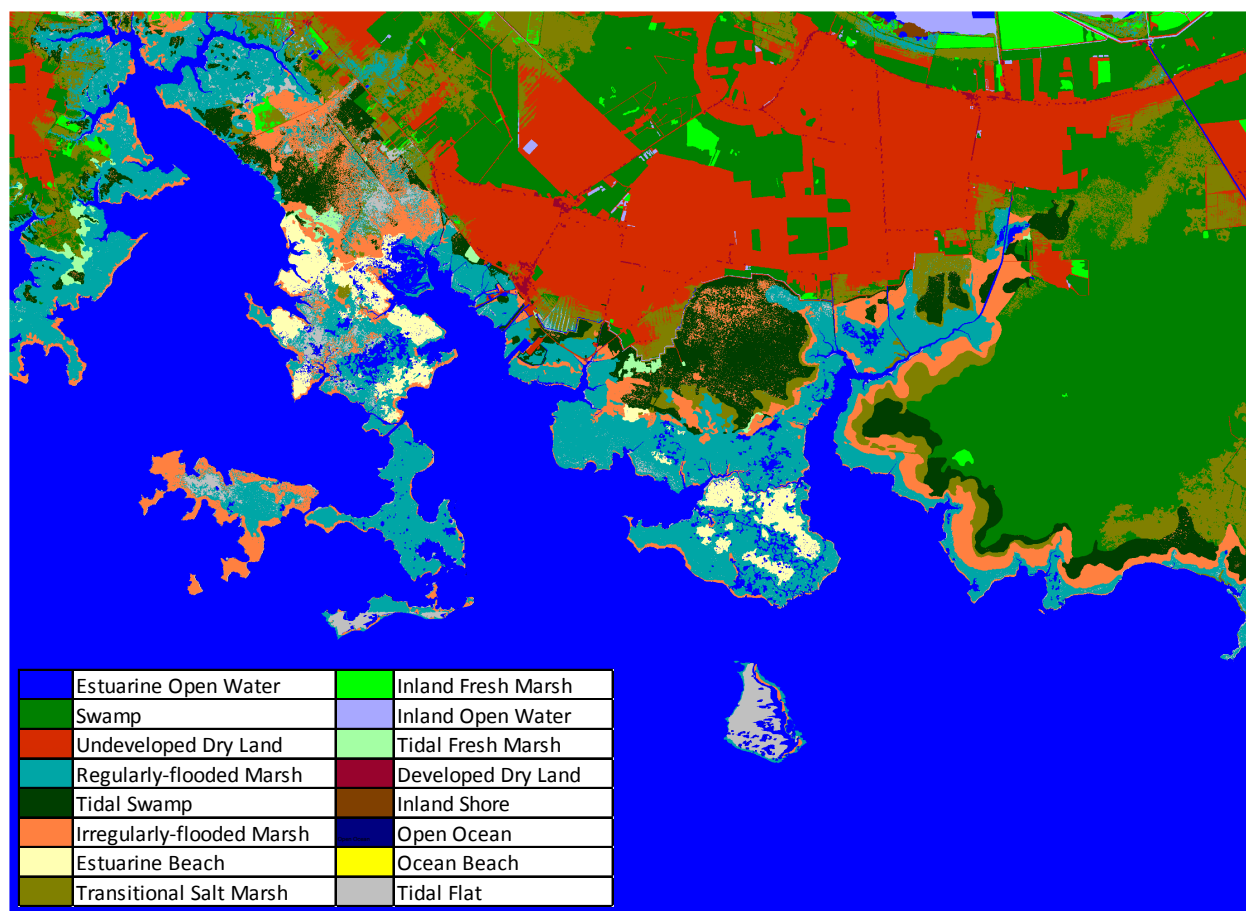 Estuarine Open Water
Inland Fresh Marsh
Swamp
Inland Open Water
Undeveloped Dry Land
Tidal Fresh Marsh
Regularly-flooded Marsh
Developed Dry Land
Tidal Swamp
Inland Shore
Irregularly-flooded Marsh
Open Ocean
Estuarine Beach
Ocean Beach
Transitional Salt Marsh
Tidal Flat